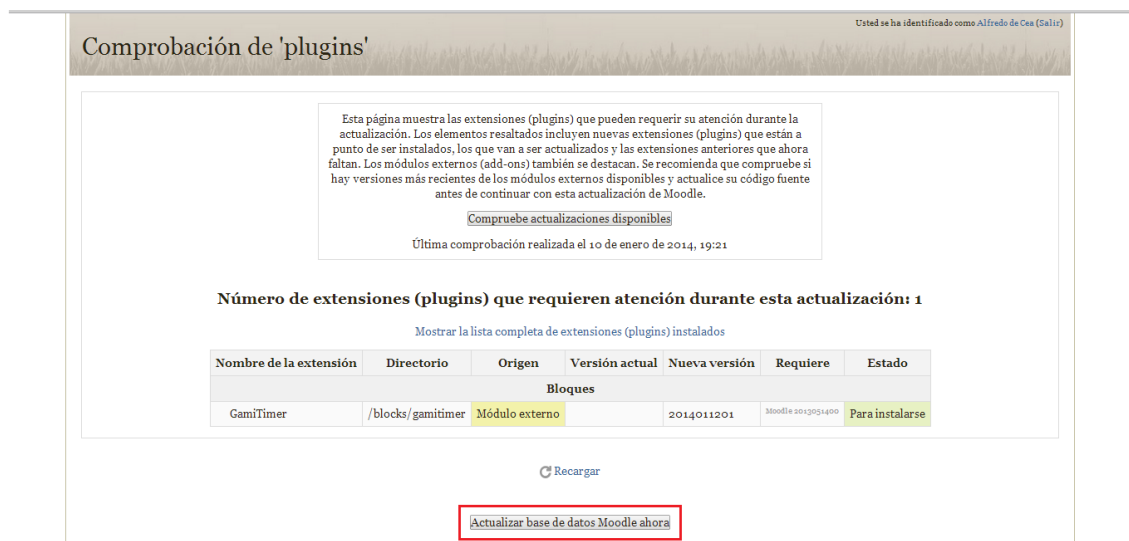 Usted se ha identificado como Alfredo de Cea (Salir)
Comprobación de 'plugins'
Esta página muestra las extensiones (plugins) que pueden requerir su atención durante la
actualización. Los elementos resaltados incluyen nuevas extensiones (plugins) que están a
punto de ser instalados, los que van a ser actualizados y las extensiones anteriores que ahora
faltan. Los módulos externos (add-ons) también se destacan. Se recomienda que compruebe si
hay versiones más recientes de los módulos externos disponibles y actualice su código fuente
antes de continuar con esta actualización de Moodle.
Compruebe actualizaciones disponibles
Última comprobación realizada el 10 de enero de 2014, 19:21
Número de extensiones (plugins) que requieren atención durante esta actualización: 1
Mostrar la lista completa de extensiones (plugins) instalados
Nombre de la extensión Directorio Origen Versión actual Nueva versión Requiere Estado
Bloques
GamiTimer /blocks/gamitimer Módulo externo 2014011201 Moodle 2013051400 Para instalarse
Recargar
Actualizar base de datos Moodle ahora